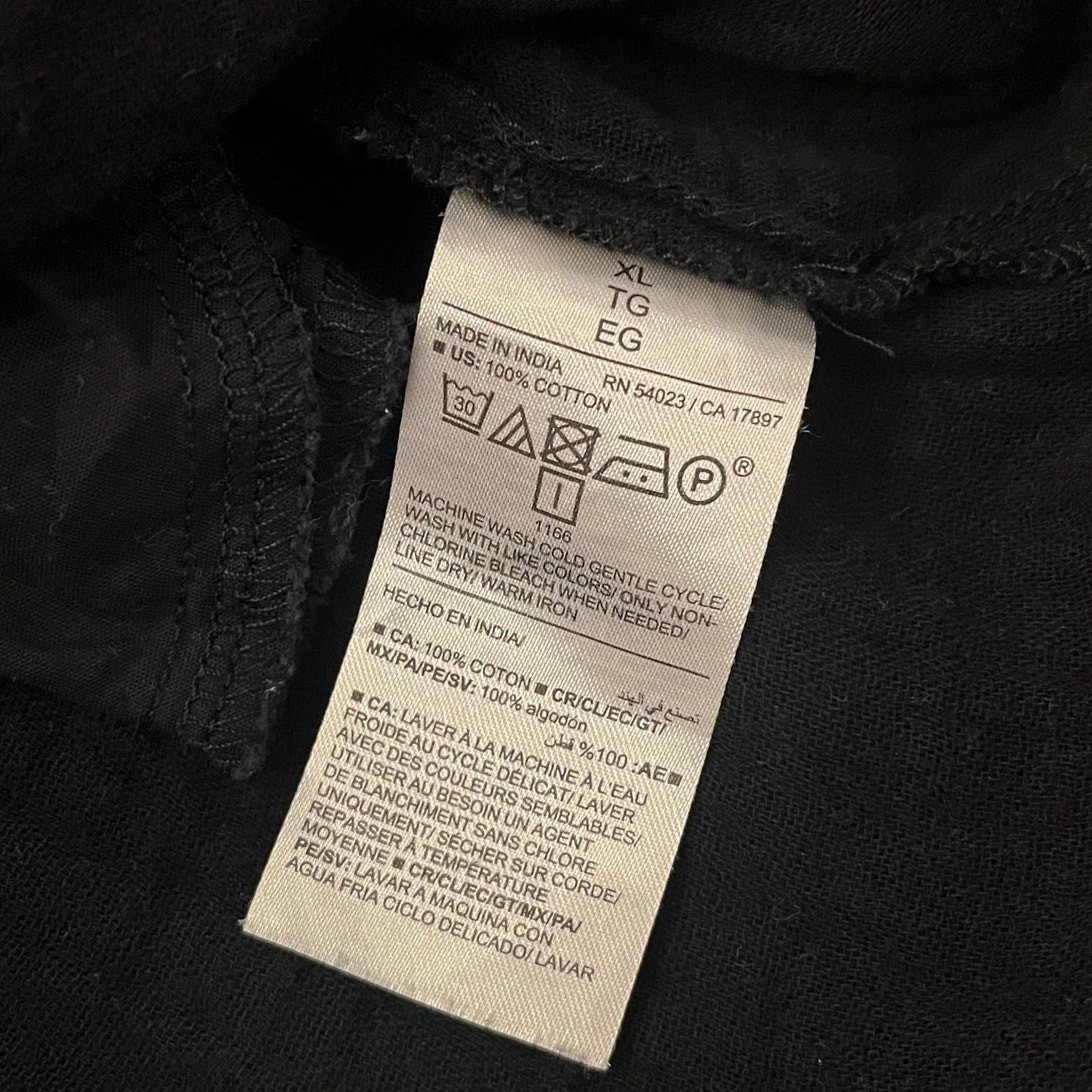 XL
TG
EG
MADE IN INDIA RN 54023 / CA 17897
■ US: 100% COTTON
30 P ®
1166
MACHINE WASH COLD GENTLE CYCLE/
WASH WITH LIKE COLORS/ ONLY NON-
CHLORINE BLEACH WHEN NEEDED/
LINE DRY/ WARM IRON
HECHO EN INDIA/
تصنع في الهند
■ CA: 100% COTON ■ CR/CL/EC/GT/
MX/PA/PE/SV: 100% algodón
■AE: 100% قطن
■ CA: LAVER À LA MACHINE À L'EAU
FROIDE AU CYCLE DÉLICAT/ LAVER
AVEC DES COULEURS SEMBLABLES/
UTILISER AU BESOIN UN AGENT
DE BLANCHIMENT SANS CHLORE
UNIQUEMENT/ SÉCHER SUR CORDE/
REPASSER À TEMPÉRATURE
MOYENNE ■ CR/CL/EC/GT/MX/PA/
PE/SV: LAVAR A MAQUINA CON
AGUA FRIA CICLO DELICADO/ LAVAR